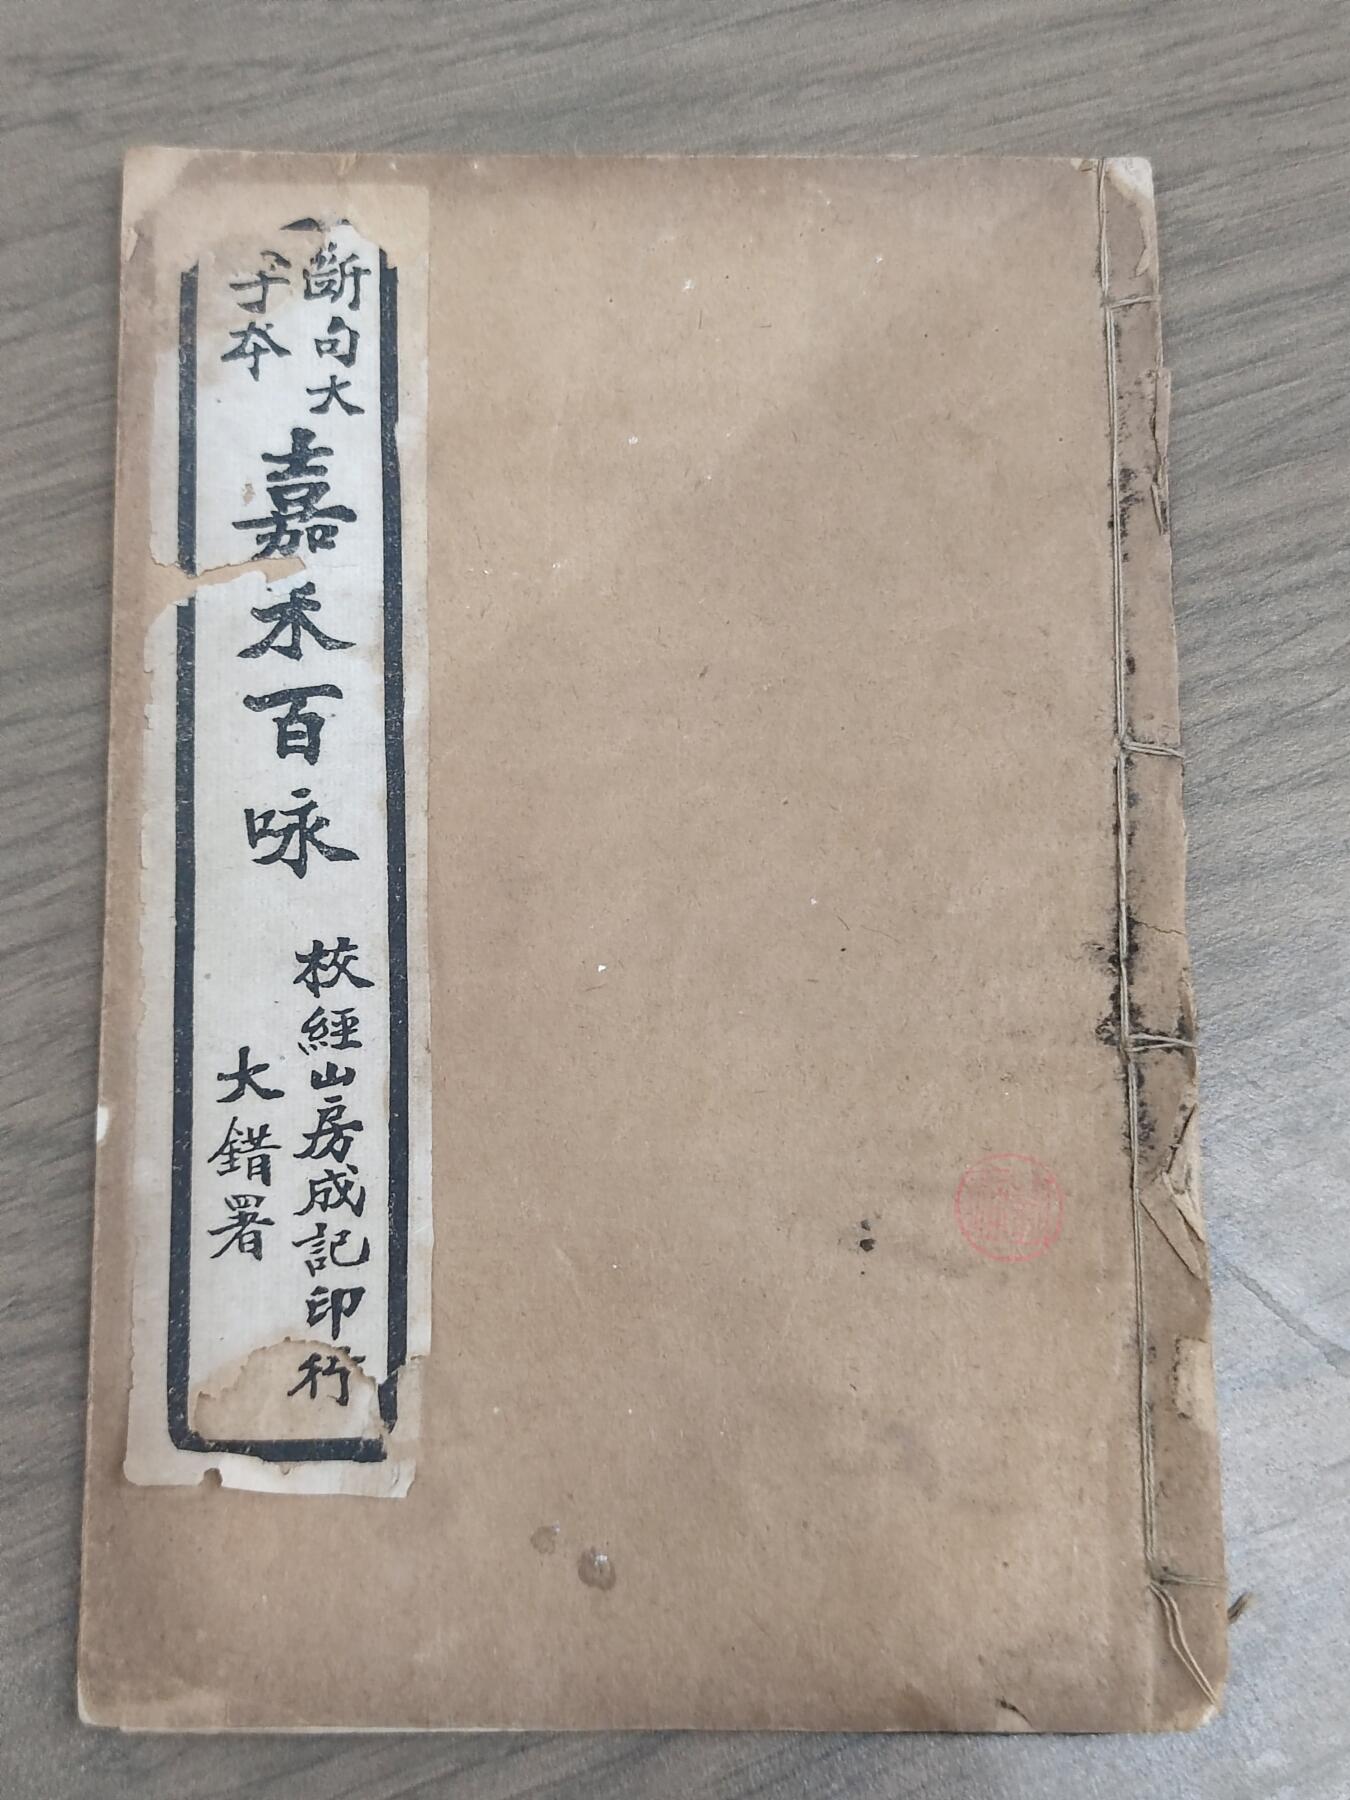 斷句大
字本
嘉禾百咏
校經山房成記印行
大錯署